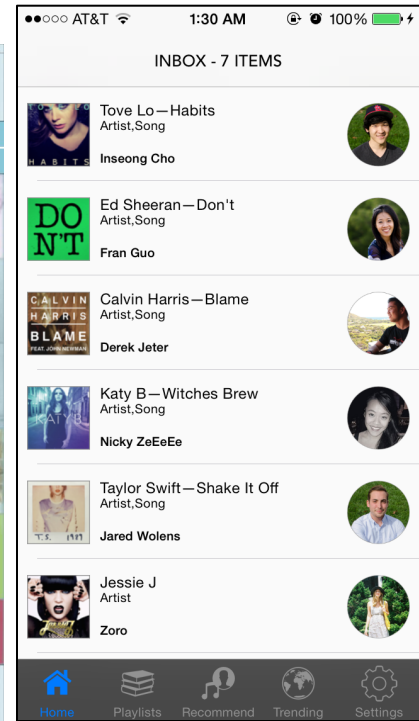 AT&T 1:30 AM 100%
INBOX - 7 ITEMS
Tove Lo—Habits
Artist,Song
HABITS
Inseong Cho
Ed Sheeran—Don't
DO
N'T
Artist,Song
Fran Guo
Calvin Harris—Blame
CALVIN
HARRIS
BLAME
FEAT. JOHN NEWMAN
Artist,Song
Derek Jeter
Katy B—Witches Brew
Artist,Song
KATY B
Nicky ZeEeEe
Taylor Swift—Shake It Off
Artist,Song
T.S. 1989
Jared Wolens
Jessie J
Artist
Zoro
Home Playlists Recommend Trending Settings